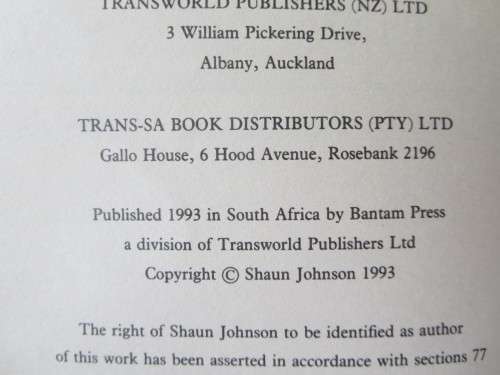 TRANSWORLD PUBLISHERS (NZ) LTD
3 William Pickering Drive,
Albany, Auckland
TRANS-SA BOOK DISTRIBUTORS (PTY) LTD
Gallo House, 6 Hood Avenue, Rosebank 2196
Published 1993 in South Africa by Bantam Press
a division of Transworld Publishers Ltd
Copyright © Shaun Johnson 1993
The right of Shaun Johnson to be identified as author
of this work has been asserted in accordance with sections 77